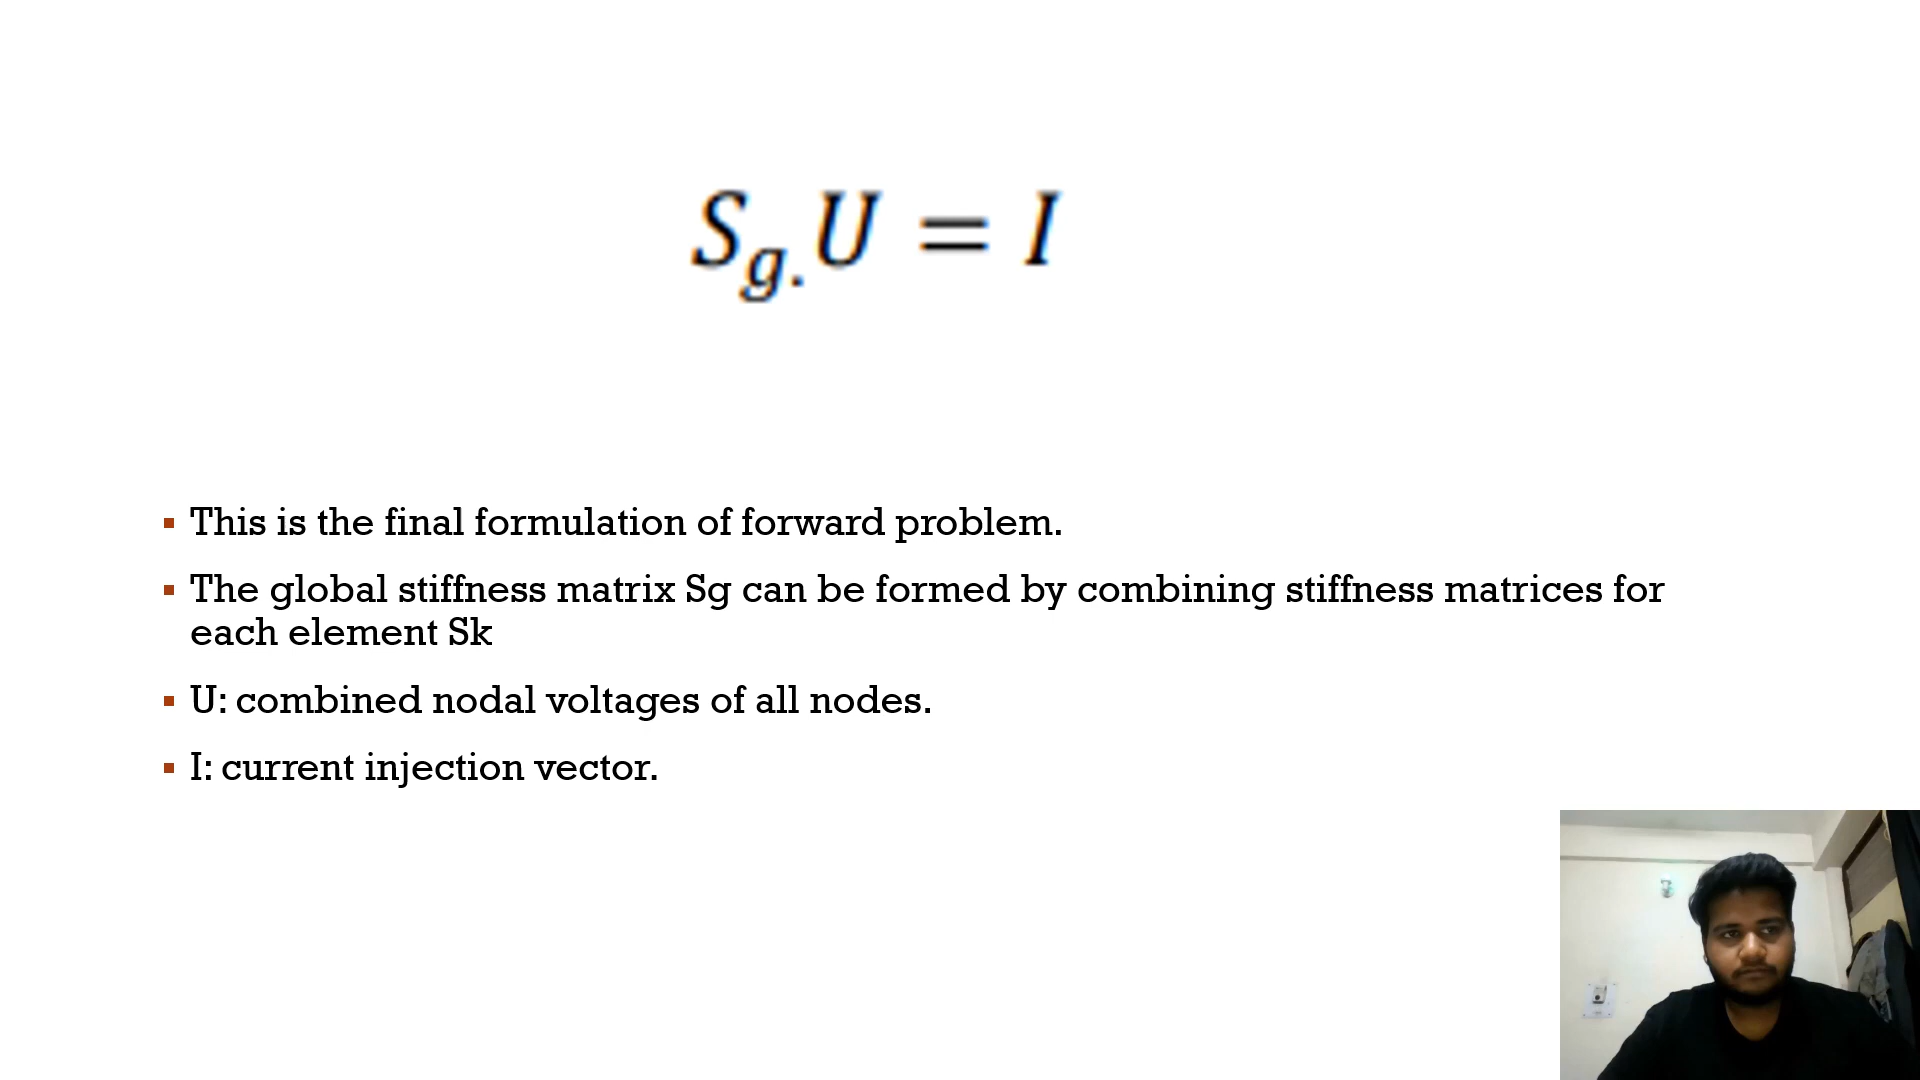 S_g. U = I
▪ This is the final formulation of forward problem.
▪ The global stiffness matrix Sg can be formed by combining stiffness matrices for
each element Sk
▪ U: combined nodal voltages of all nodes.
▪ I: current injection vector.